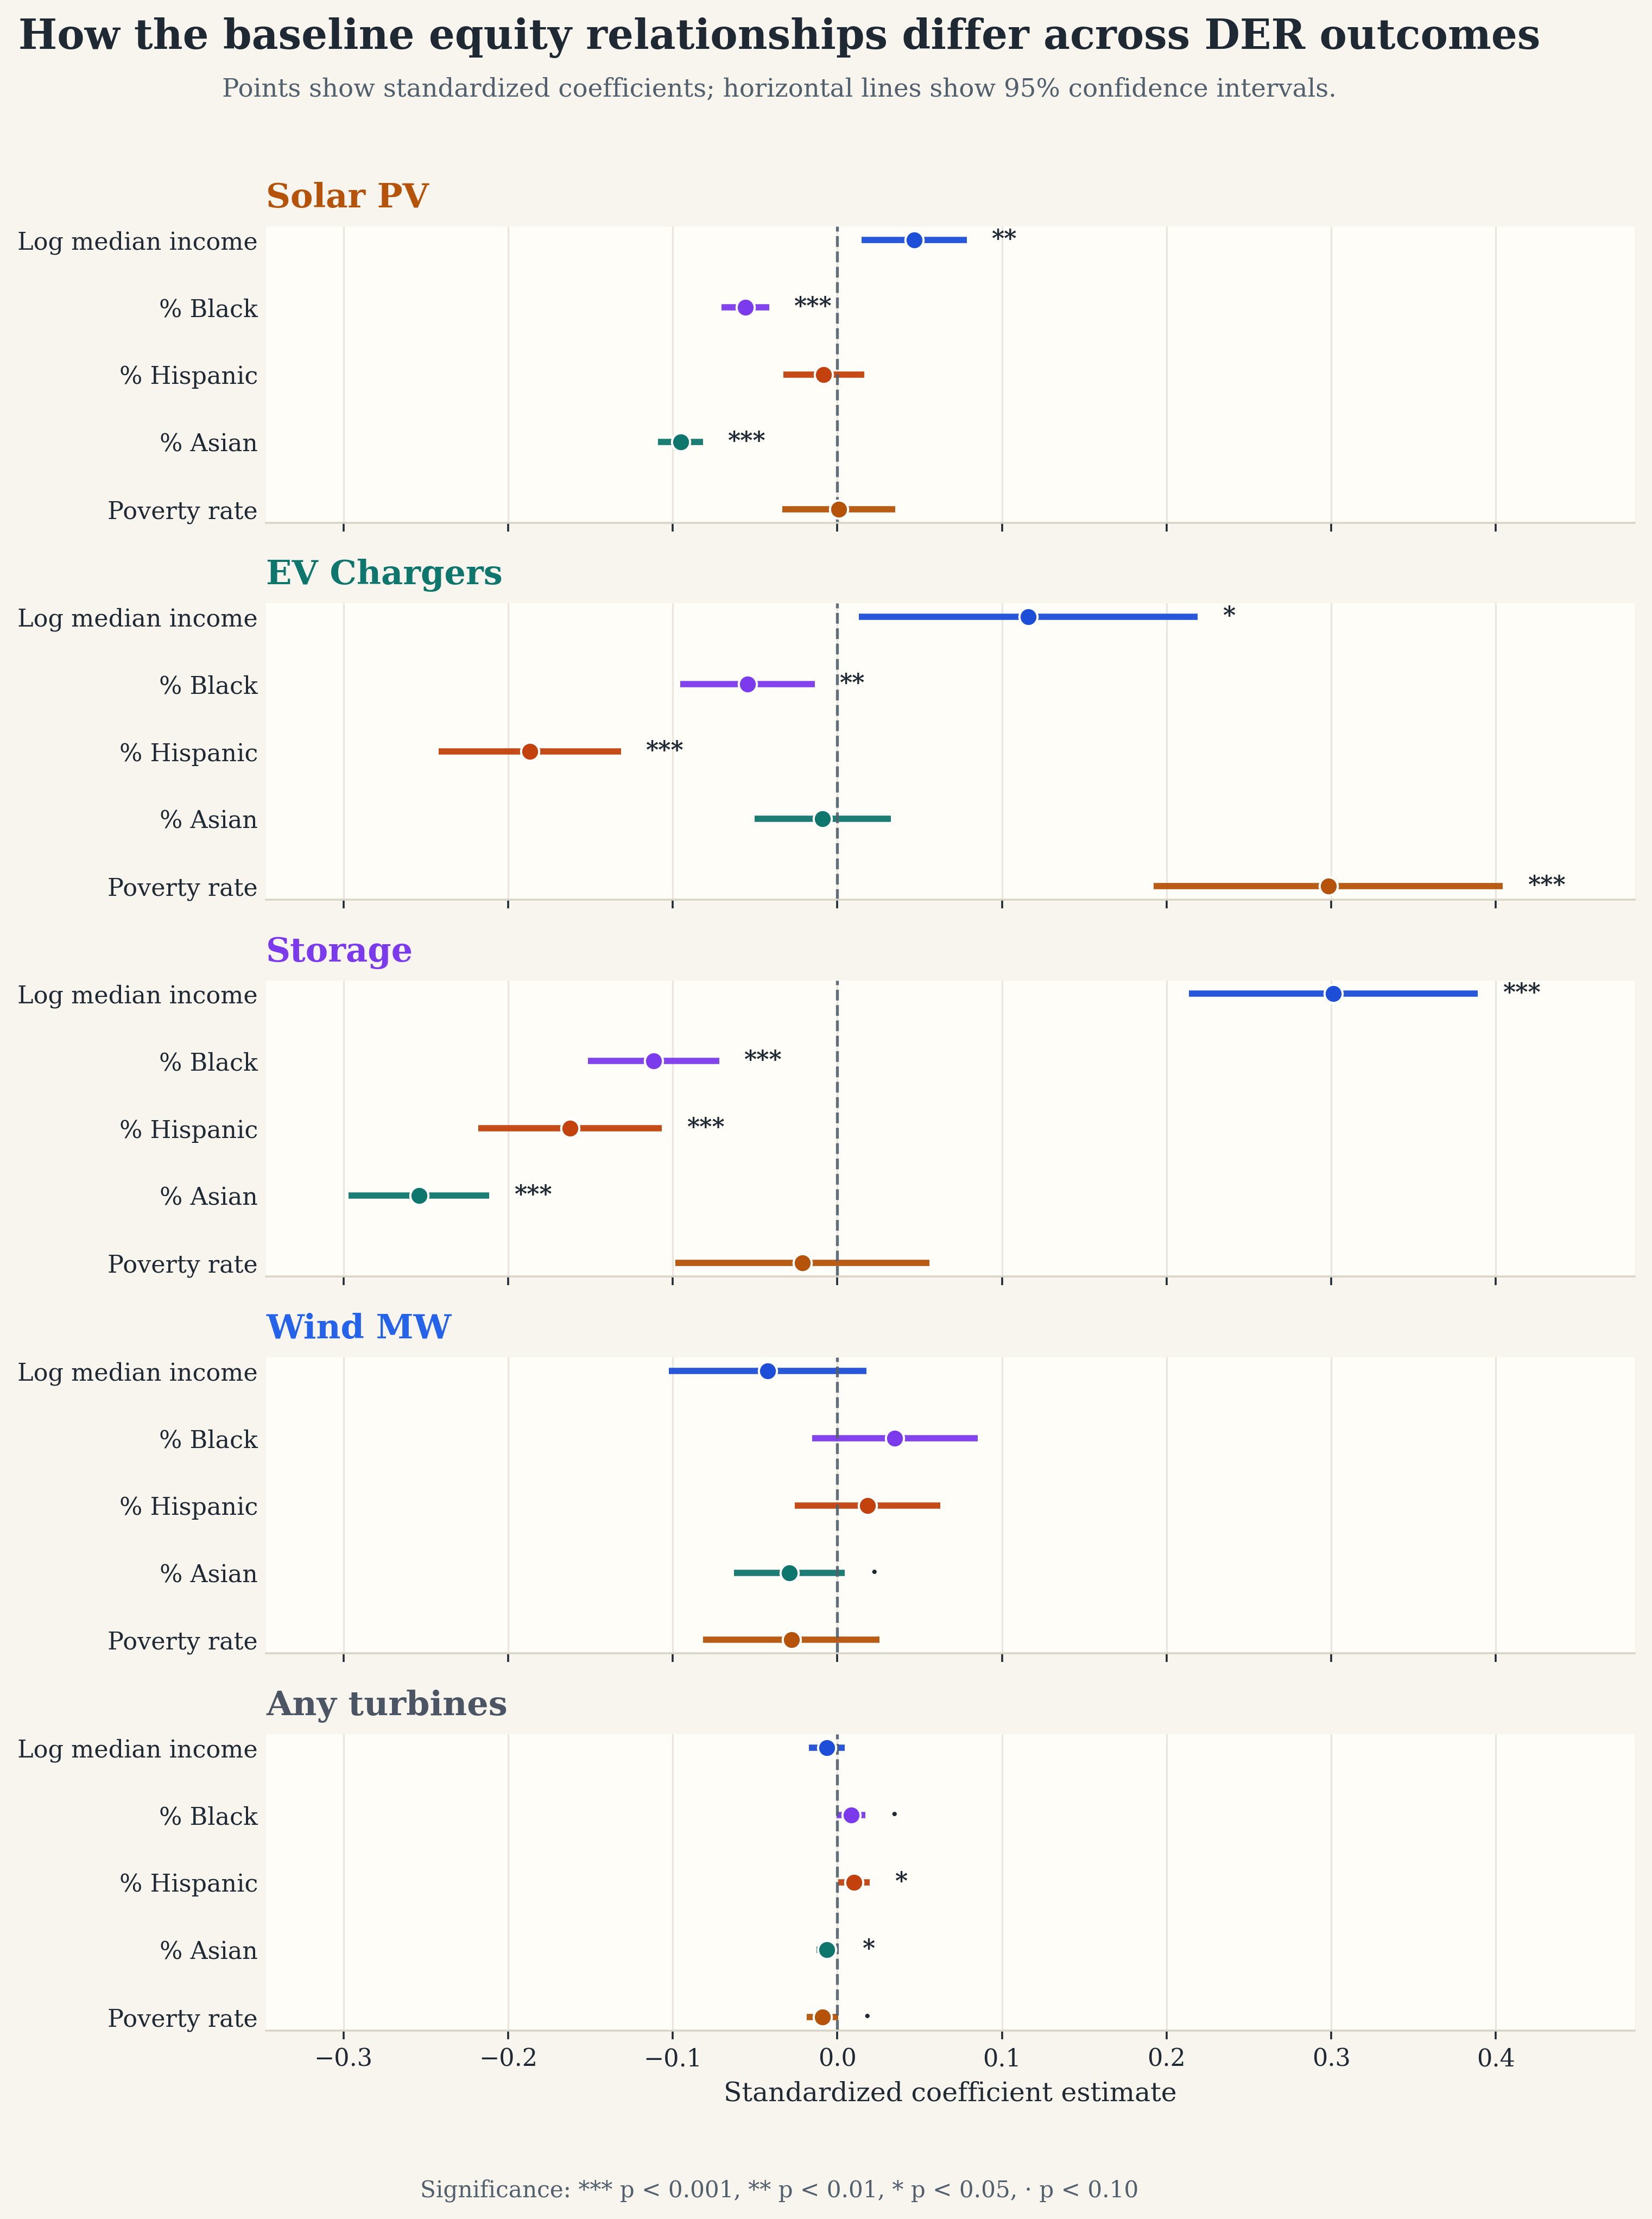 How the baseline equity relationships differ across DER outcomes
Points show standardized coefficients; horizontal lines show 95% confidence intervals.
Solar PV
Log median income **
% Black ***
% Hispanic
% Asian ***
Poverty rate
EV Chargers
Log median income *
% Black **
% Hispanic ***
% Asian
Poverty rate ***
Storage
Log median income ***
% Black ***
% Hispanic ***
% Asian ***
Poverty rate
Wind MW
Log median income
% Black
% Hispanic
% Asian ·
Poverty rate
Any turbines
Log median income
% Black ·
% Hispanic *
% Asian *
Poverty rate ·
−0.3 −0.2 −0.1 0.0 0.1 0.2 0.3 0.4
Standardized coefficient estimate
Significance: *** p < 0.001, ** p < 0.01, * p < 0.05, · p < 0.10